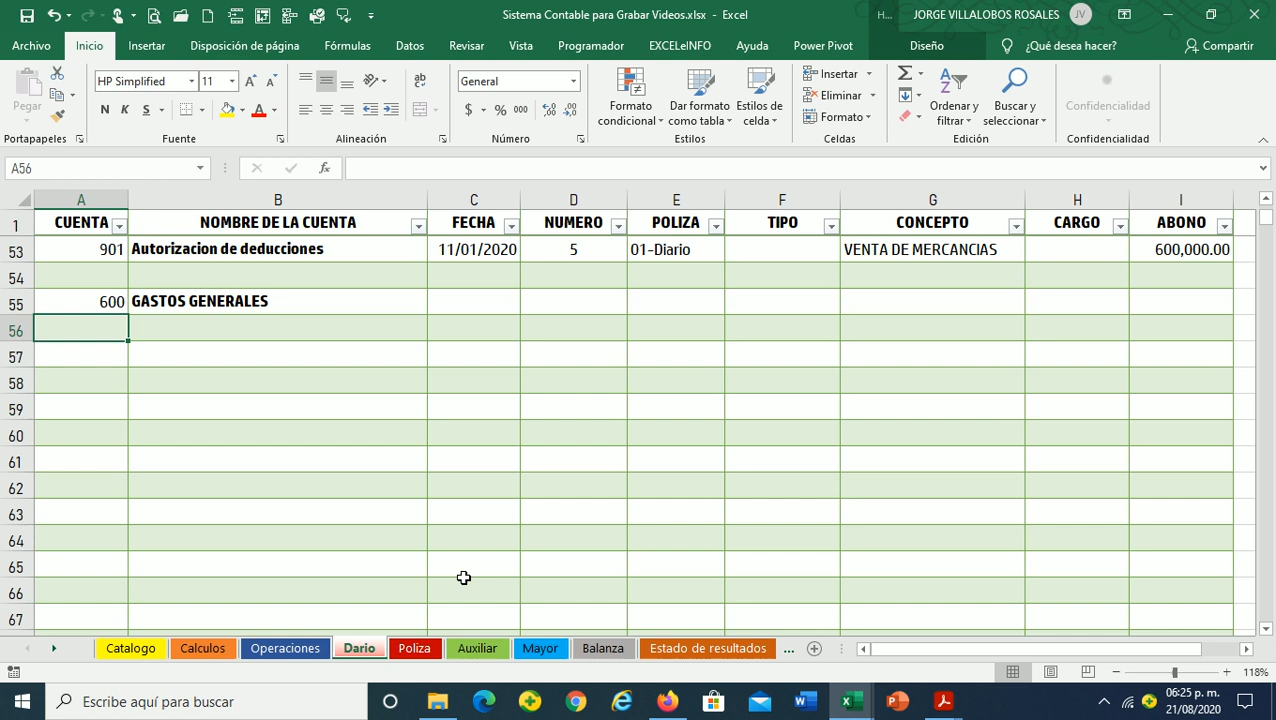 Sistema Contable para Grabar Videos.xlsx - Excel
H...
JORGE VILLALOBOS ROSALES
JV
Archivo Inicio Insertar Disposición de página Fórmulas Datos Revisar Vista Programador EXCELeINFO Ayuda Power Pivot Diseño ¿Qué desea hacer? Compartir
Pegar
HP Simplified 11
N K S
General
$ % 000
Formato condicional
Dar formato como tabla
Estilos de celda
Insertar
Eliminar
Formato
Ordenar y filtrar
Buscar y seleccionar
Confidencialidad
Portapapeles Fuente Alineación Número Estilos Celdas Edición Confidencialidad
A56 fx
A B C D E F G H I
1 CUENTA NOMBRE DE LA CUENTA FECHA NUMERO POLIZA TIPO CONCEPTO CARGO ABONO
53 901 Autorizacion de deducciones 11/01/2020 5 01-Diario VENTA DE MERCANCIAS 600,000.00
54
55 600 GASTOS GENERALES
56
57
58
59
60
61
62
63
64
65
66
67
Catalogo Calculos Operaciones Dario Poliza Auxiliar Mayor Balanza Estado de resultados ...
118%
Escribe aquí para buscar
06:25 p. m.
21/08/2020